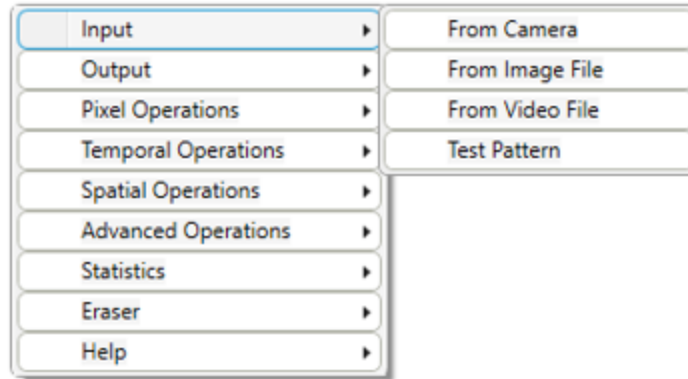 Input
Output
Pixel Operations
Temporal Operations
Spatial Operations
Advanced Operations
Statistics
Eraser
Help
From Camera
From Image File
From Video File
Test Pattern